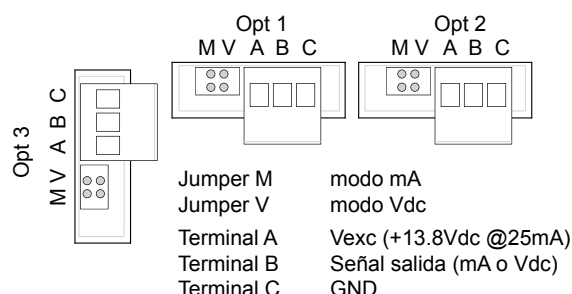 Opt 1
Opt 2
M V A B C
M V A B C
Opt 3
M V A B C
Jumper M modo mA
Jumper V modo Vdc
Terminal A Vexc (+13.8Vdc @25mA)
Terminal B Señal salida (mA o Vdc)
Terminal C GND